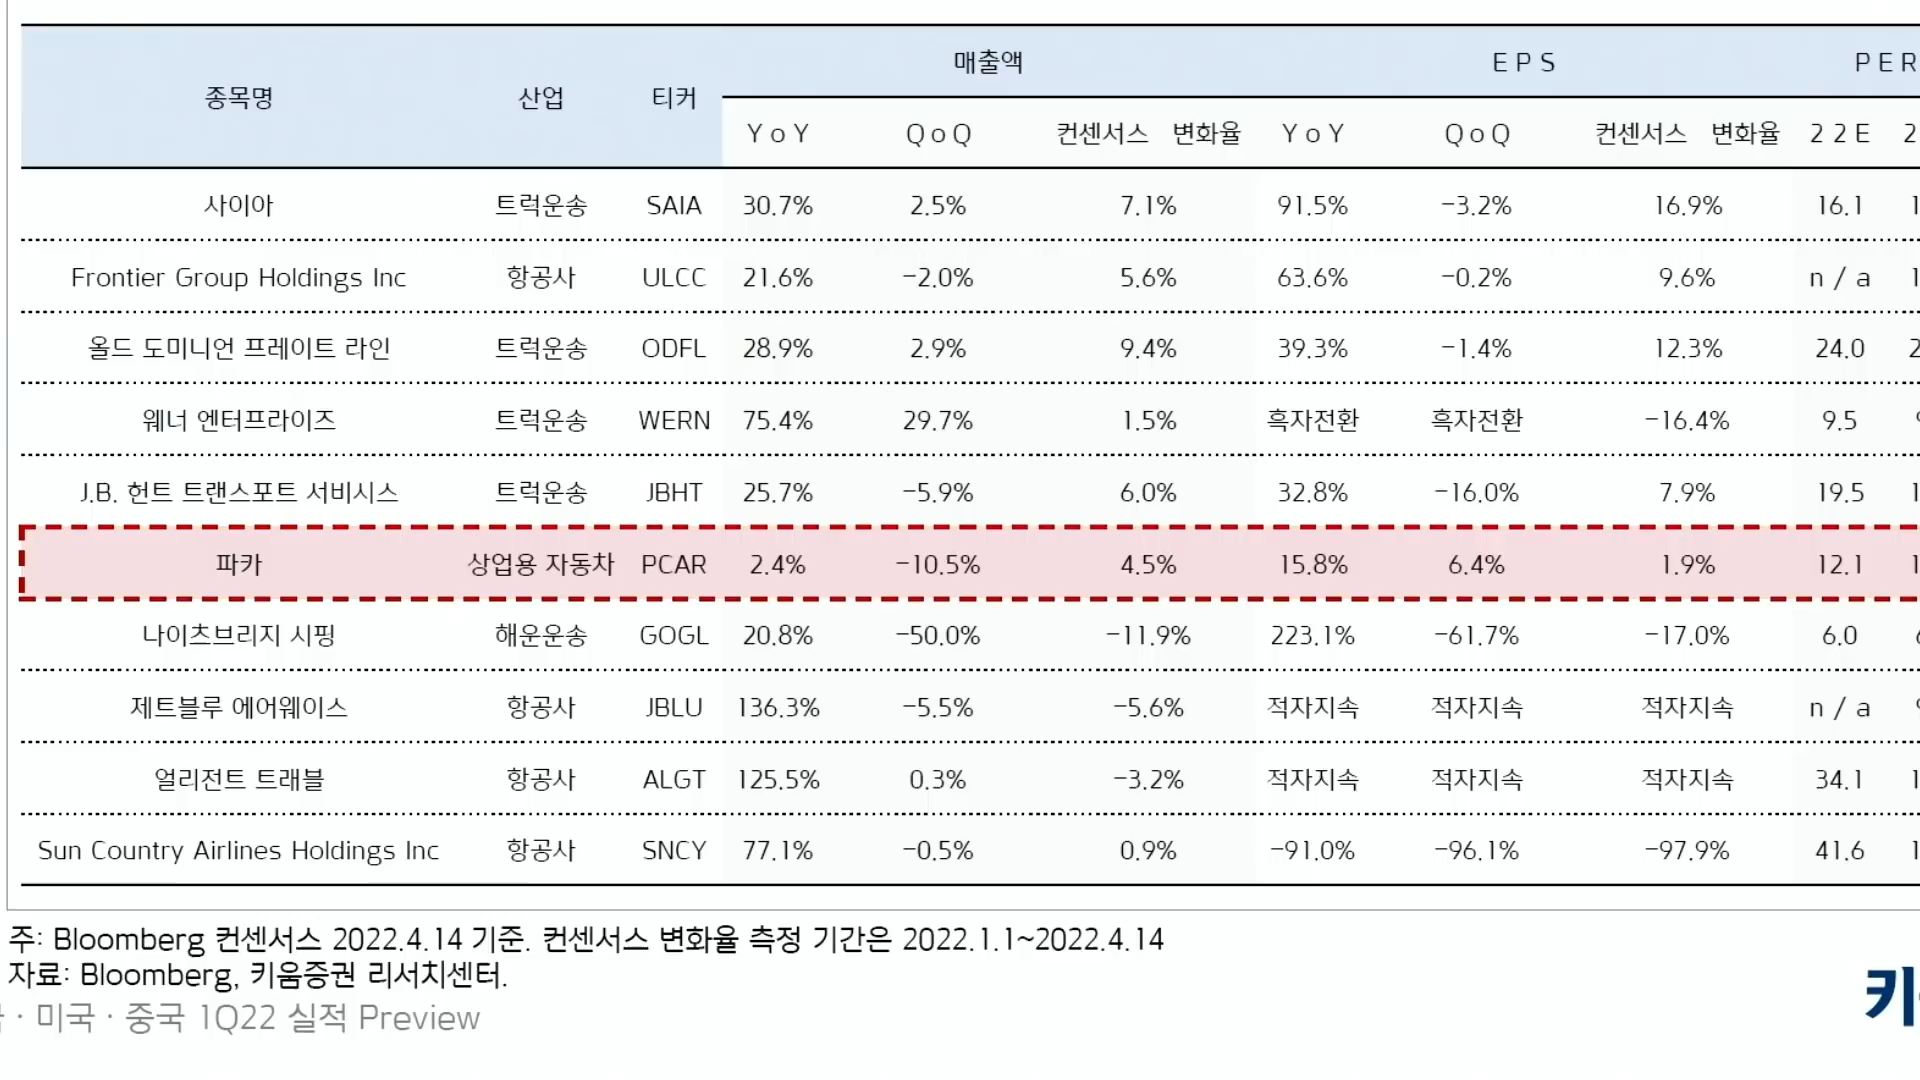 매출액 EPS PER
종목명 산업 티커
YoY QoQ 컨센서스 변화율 YoY QoQ 컨센서스 변화율 22E 2
사이아 트럭운송 SAIA 30.7% 2.5% 7.1% 91.5% -3.2% 16.9% 16.1 1
Frontier Group Holdings Inc 항공사 ULCC 21.6% -2.0% 5.6% 63.6% -0.2% 9.6% n/a 1
올드 도미니언 프레이트 라인 트럭운송 ODFL 28.9% 2.9% 9.4% 39.3% -1.4% 12.3% 24.0 2
웨너 엔터프라이즈 트럭운송 WERN 75.4% 29.7% 1.5% 흑자전환 흑자전환 -16.4% 9.5
J.B. 헌트 트랜스포트 서비시스 트럭운송 JBHT 25.7% -5.9% 6.0% 32.8% -16.0% 7.9% 19.5 1
파카 상업용 자동차 PCAR 2.4% -10.5% 4.5% 15.8% 6.4% 1.9% 12.1 1
나이츠브리지 시핑 해운운송 GOGL 20.8% -50.0% -11.9% 223.1% -61.7% -17.0% 6.0
제트블루 에어웨이스 항공사 JBLU 136.3% -5.5% -5.6% 적자지속 적자지속 적자지속 n/a
얼리전트 트래블 항공사 ALGT 125.5% 0.3% -3.2% 적자지속 적자지속 적자지속 34.1 1
Sun Country Airlines Holdings Inc 항공사 SNCY 77.1% -0.5% 0.9% -91.0% -96.1% -97.9% 41.6 1
주: Bloomberg 컨센서스 2022.4.14 기준. 컨센서스 변화율 측정 기간은 2022.1.1~2022.4.14
자료: Bloomberg, 키움증권 리서치센터.
· 미국 · 중국 1Q22 실적 Preview
키